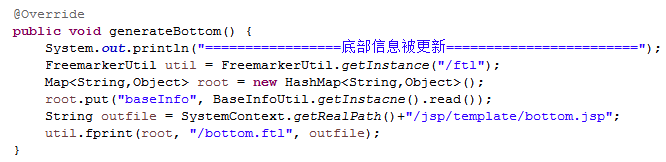 @Override
public void generateBottom() {
System.out.println("=================底部信息被更新========================");
FreemarkerUtil util = FreemarkerUtil.getInstance("/ftl");
Map<String,Object> root = new HashMap<String,Object>();
root.put("baseInfo", BaseInfoUtil.getInstacne().read());
String outfile = SystemContext.getRealPath()+"/jsp/template/bottom.jsp";
util.fprint(root, "/bottom.ftl", outfile);
}